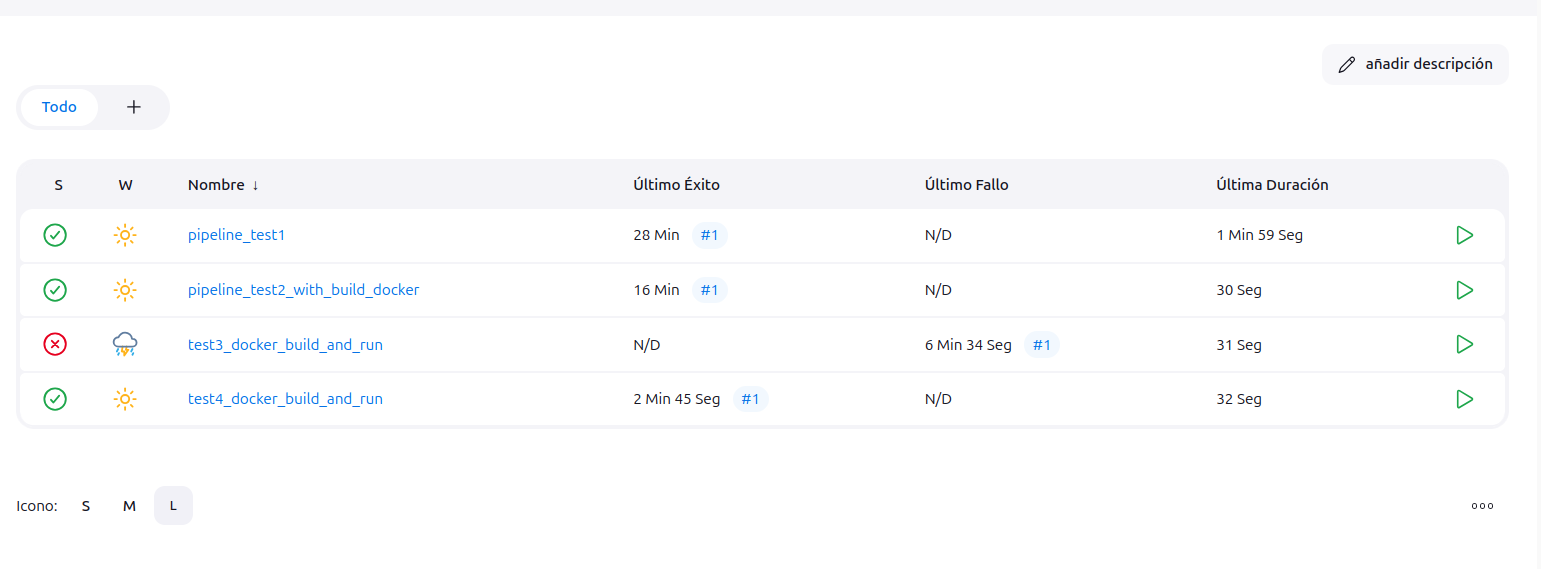 añadir descripción
Todo +
S W Nombre ↓ Último Éxito Último Fallo Última Duración
pipeline_test1 28 Min #1 N/D 1 Min 59 Seg
pipeline_test2_with_build_docker 16 Min #1 N/D 30 Seg
test3_docker_build_and_run N/D 6 Min 34 Seg #1 31 Seg
test4_docker_build_and_run 2 Min 45 Seg #1 N/D 32 Seg
Icono: S M L